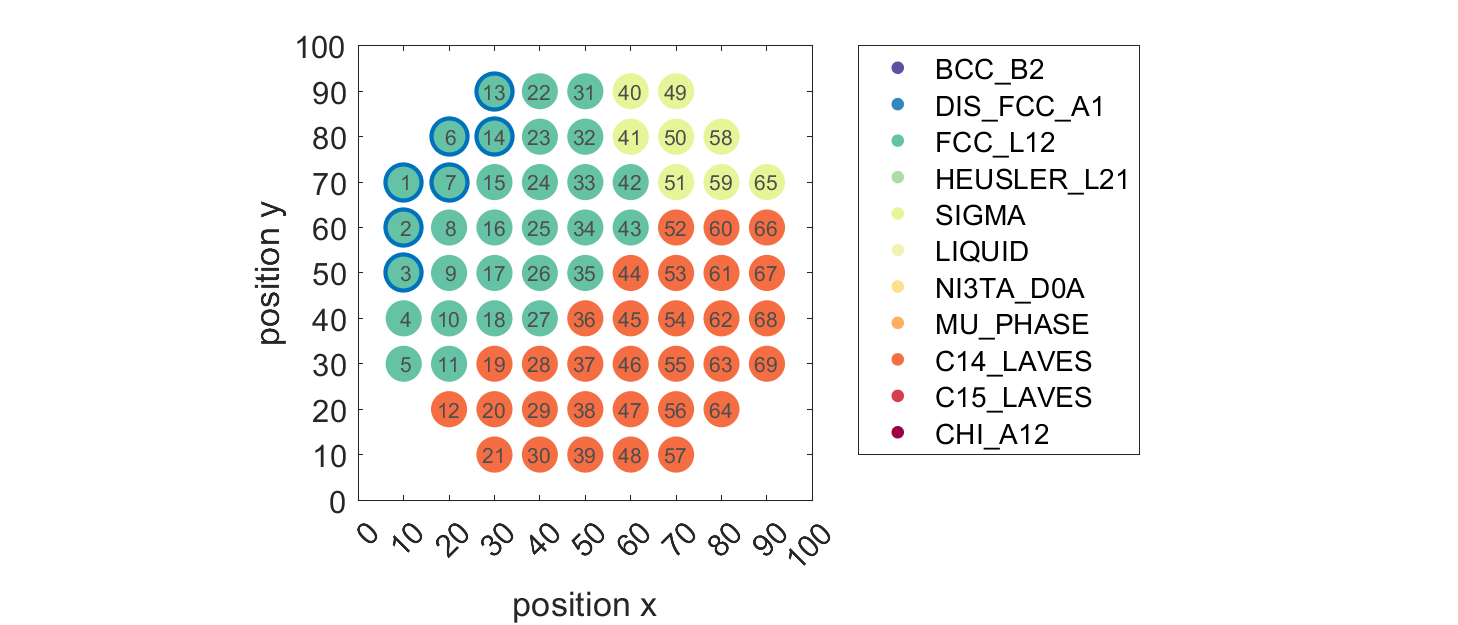 100
90 13 22 31 40 49
80 6 14 23 32 41 50 58
70 1 7 15 24 33 42 51 59 65
60 2 8 16 25 34 43 52 60 66
50 3 9 17 26 35 44 53 61 67
40 4 10 18 27 36 45 54 62 68
30 5 11 19 28 37 46 55 63 69
20 12 20 29 38 47 56 64
10 21 30 39 48 57
0
0 10 20 30 40 50 60 70 80 90 100
position x
position y
BCC_B2
DIS_FCC_A1
FCC_L12
HEUSLER_L21
SIGMA
LIQUID
NI3TA_D0A
MU_PHASE
C14_LAVES
C15_LAVES
CHI_A12